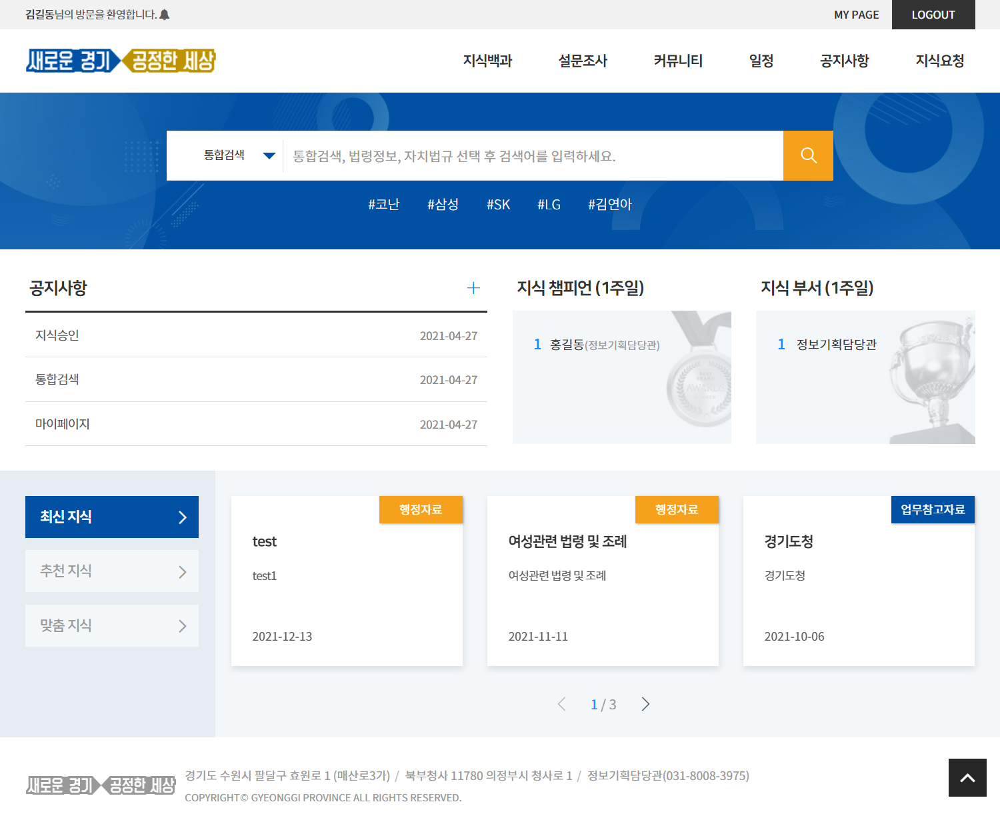 김길동님의 방문을 환영합니다.
MY PAGE
LOGOUT
새로운 경기 공정한 세상
지식백과
설문조사
커뮤니티
일정
공지사항
지식요청
통합검색
통합검색, 법령정보, 자치법규 선택 후 검색어를 입력하세요.
#코난 #삼성 #SK #LG #김연아
공지사항
지식승인 2021-04-27
통합검색 2021-04-27
마이페이지 2021-04-27
지식 챔피언 (1주일)
1 홍길동(정보기획담당관)
AWARDS
지식 부서 (1주일)
1 정보기획담당관
최신 지식
추천 지식
맞춤 지식
행정자료
test
test1
2021-12-13
행정자료
여성관련 법령 및 조례
여성관련 법령 및 조례
2021-11-11
업무참고자료
경기도청
경기도청
2021-10-06
1 / 3
새로운 경기 공정한 세상
경기도 수원시 팔달구 효원로 1 (매산로3가) / 북부청사 11780 의정부시 청사로 1 / 정보기획담당관(031-8008-3975)
COPYRIGHT© GYEONGGI PROVINCE ALL RIGHTS RESERVED.